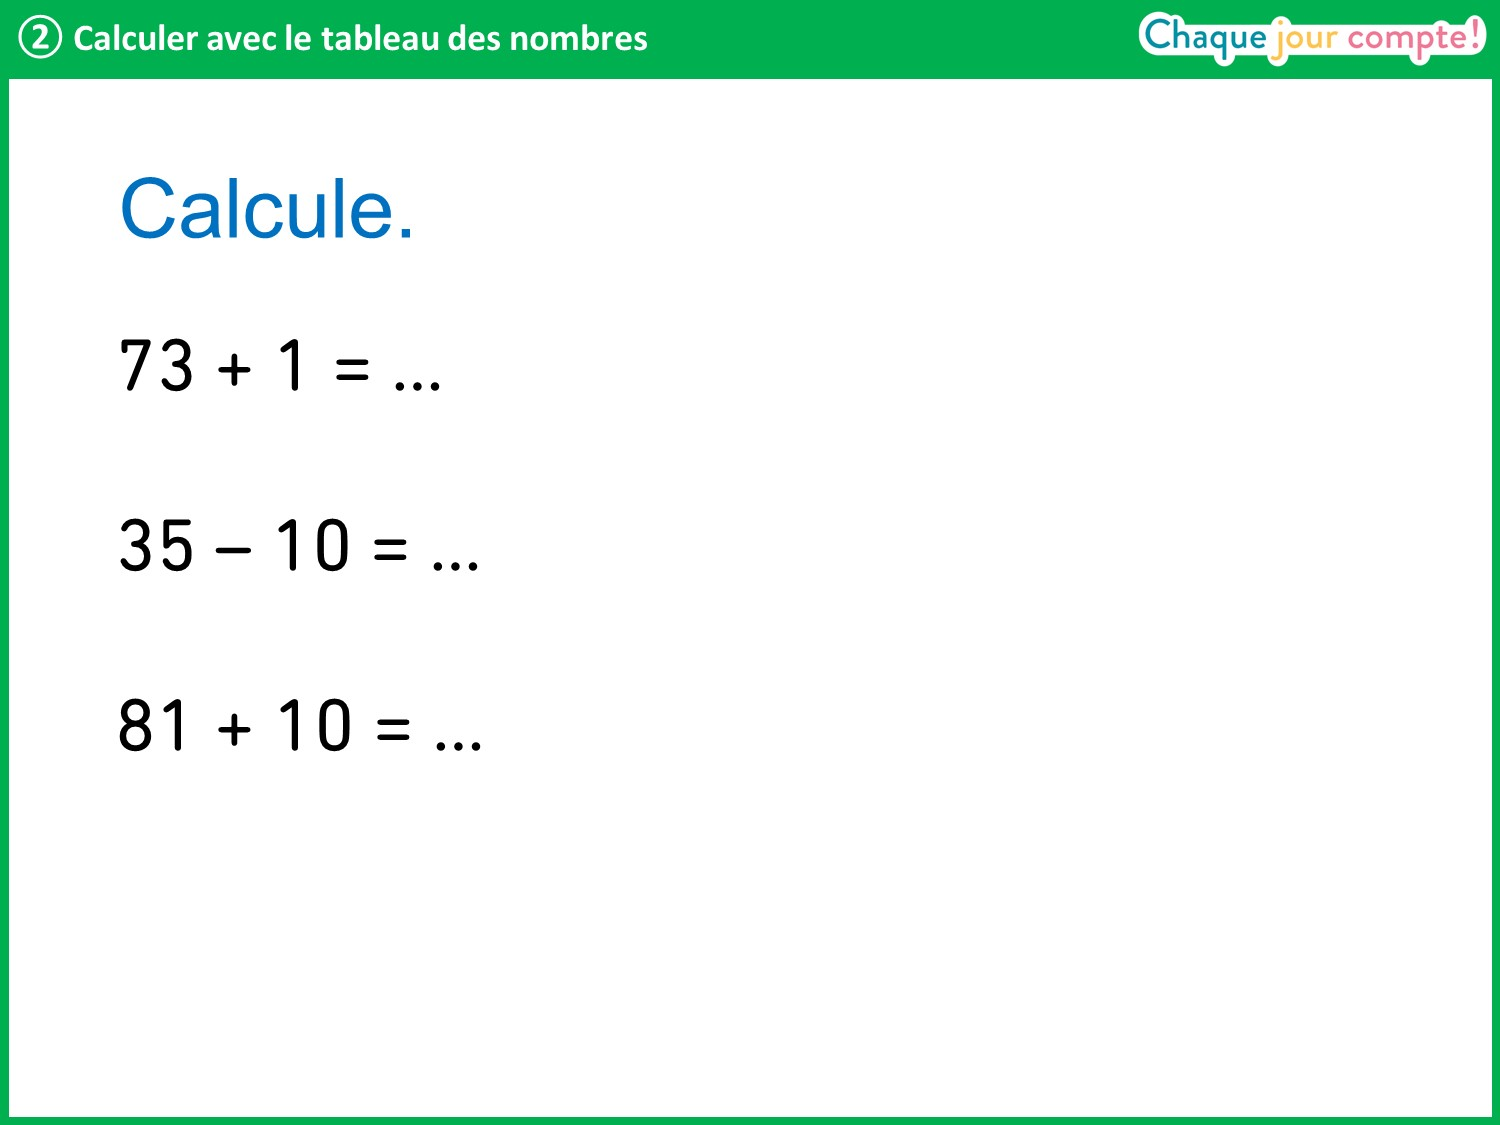 ② Calculer avec le tableau des nombres
Chaque jour compte!
Calcule.
73 + 1 = ...
35 – 10 = ...
81 + 10 = ...